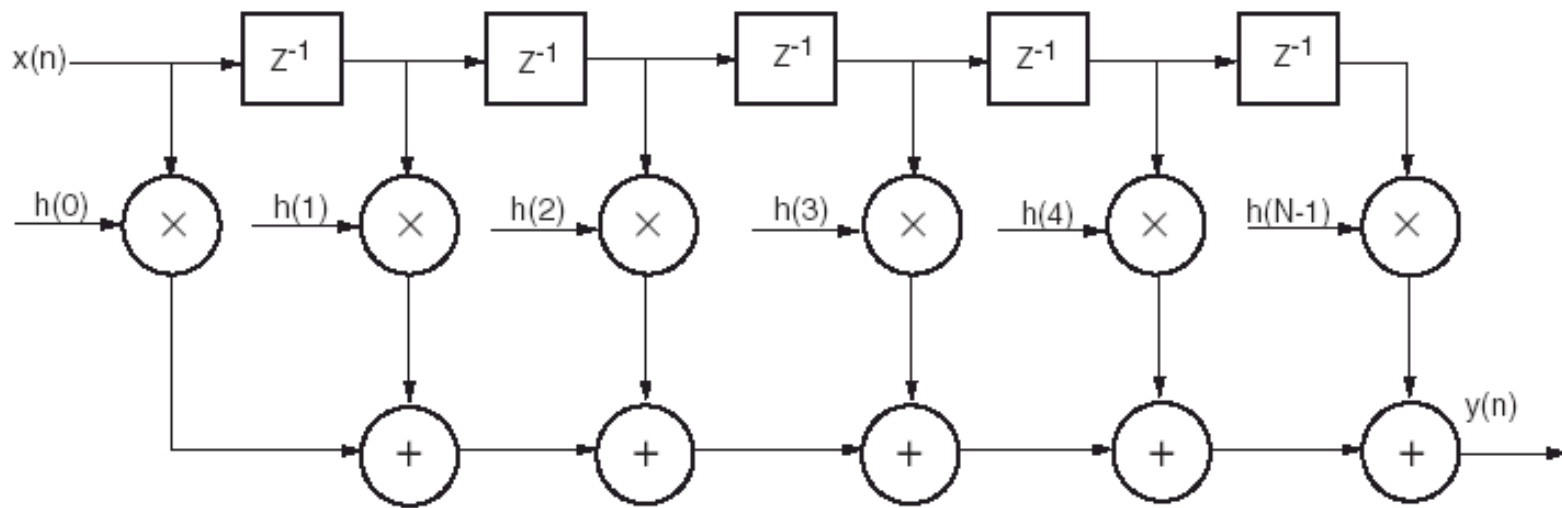 x(n) Z⁻¹ Z⁻¹ Z⁻¹ Z⁻¹ Z⁻¹
h(0) × h(1) × h(2) × h(3) × h(4) × h(N-1) ×
+ + + + + y(n)